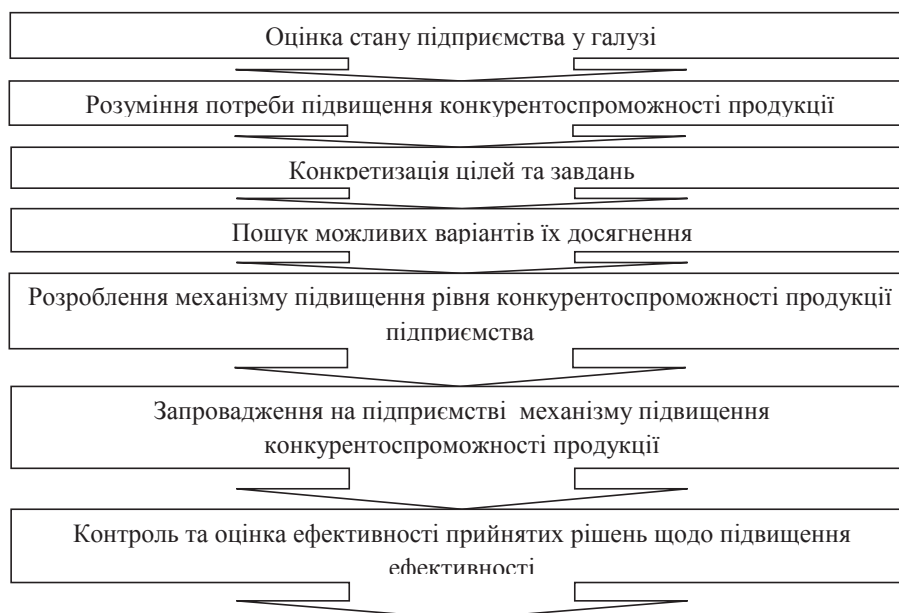 Оцінка стану підприємства у галузі
Розуміння потреби підвищення конкурентоспроможності продукції
Конкретизація цілей та завдань
Пошук можливих варіантів їх досягнення
Розроблення механізму підвищення рівня конкурентоспроможності продукції
підприємства
Запровадження на підприємстві механізму підвищення
конкурентоспроможності продукції
Контроль та оцінка ефективності прийнятих рішень щодо підвищення
ефективності